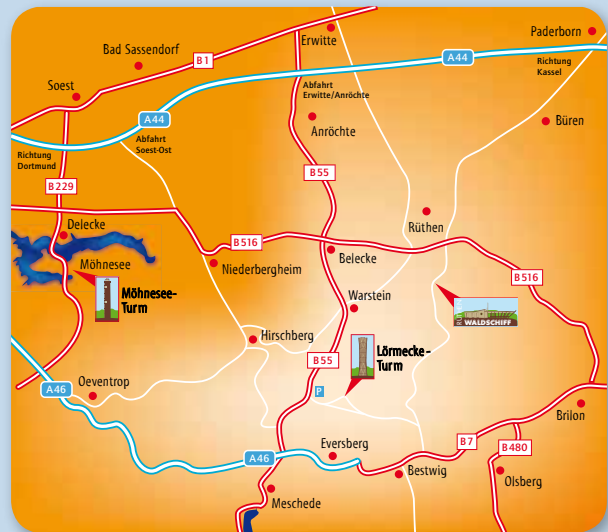 Erwitte
Paderborn
Bad Sassendorf
B1
A44
Richtung
Kassel
Soest
Abfahrt
Erwitte/Anröchte
A44
Anröchte
Büren
Abfahrt
Soest-Ost
Richtung
Dortmund
B55
B229
Delecke
Rüthen
B516
Belecke
Möhnesee
Niederbergheim
B516
Möhnesee-
Turm
Warstein
WALDSCHIFF
Hirschberg
Lörmecke-
Turm
B55
A46
Oeventrop
P
Brilon
Eversberg
B7
B480
A46
Bestwig
Olsberg
Meschede